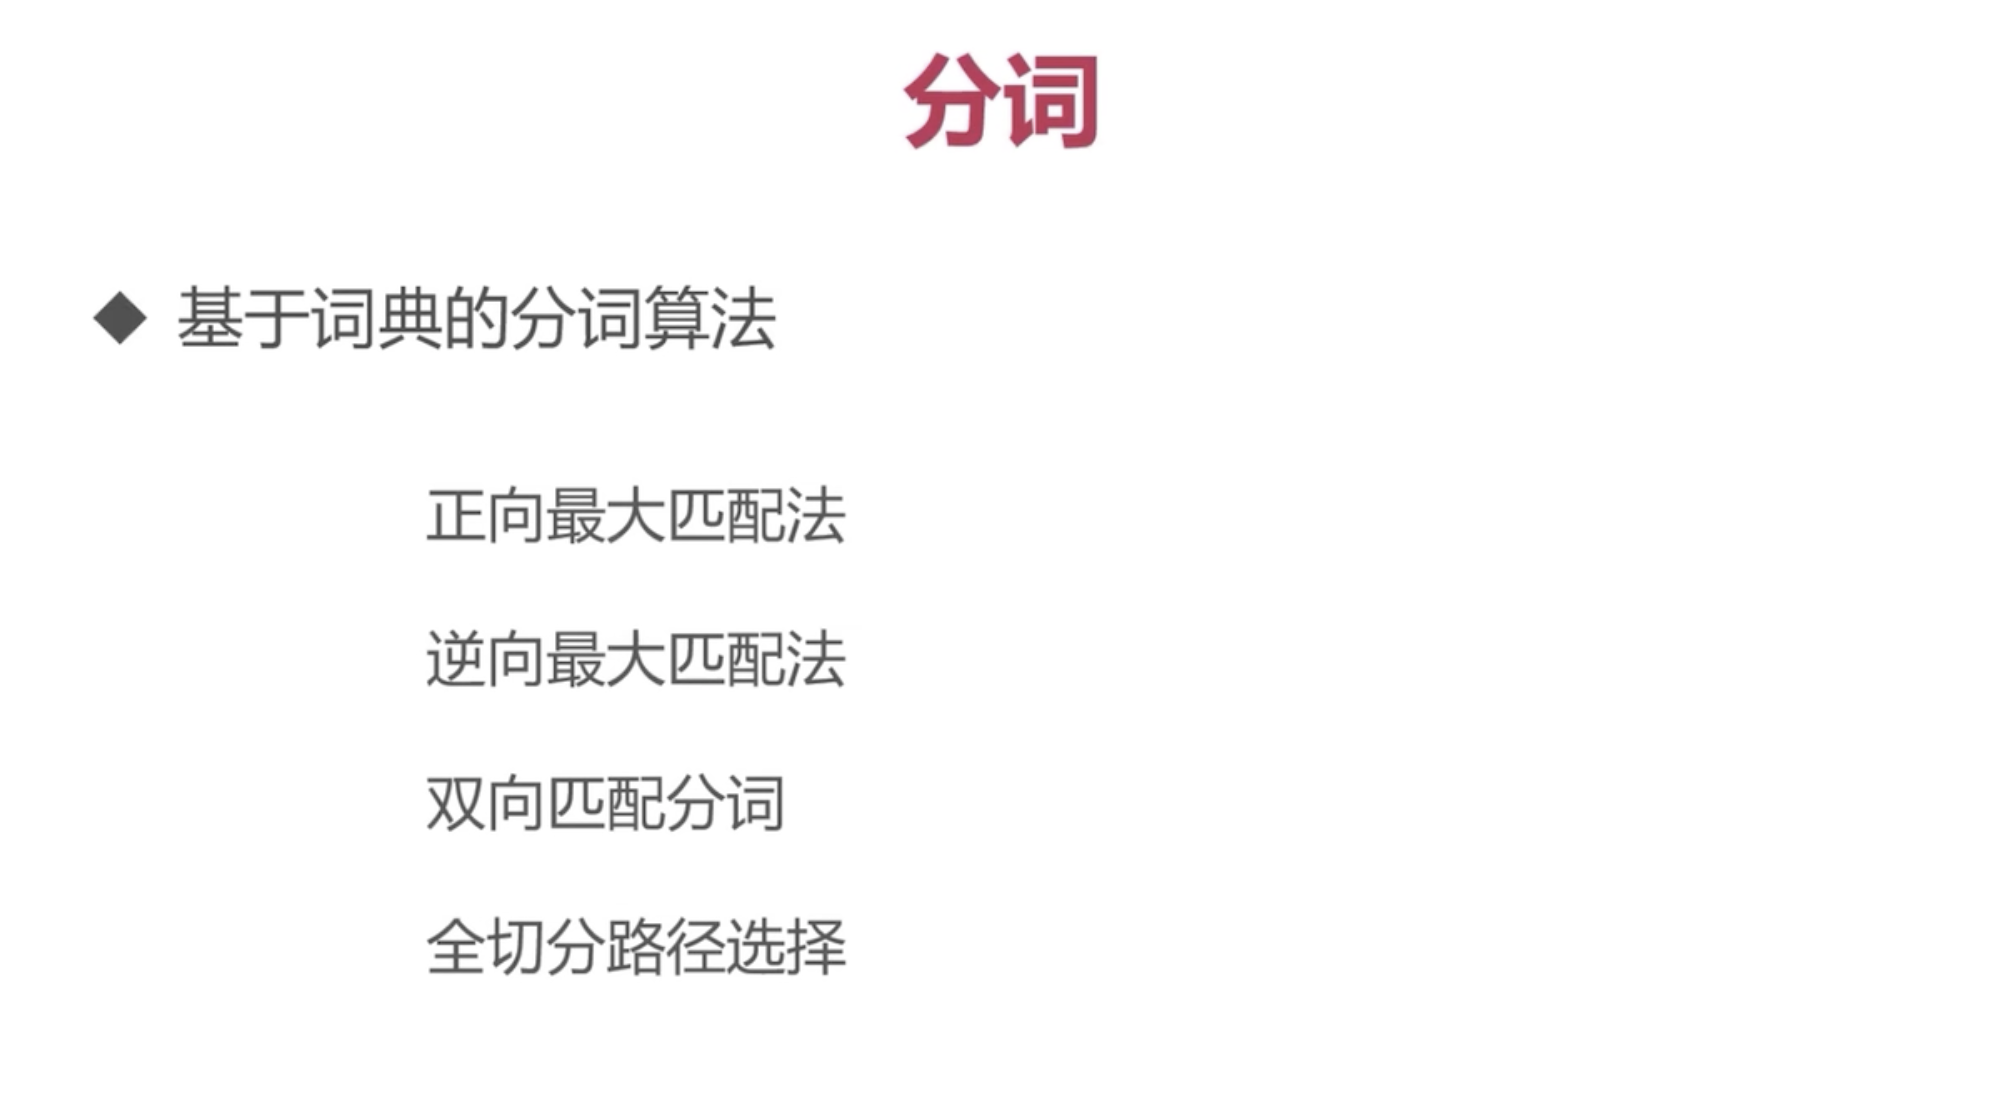 分词
◆ 基于词典的分词算法
正向最大匹配法
逆向最大匹配法
双向匹配分词
全切分路径选择